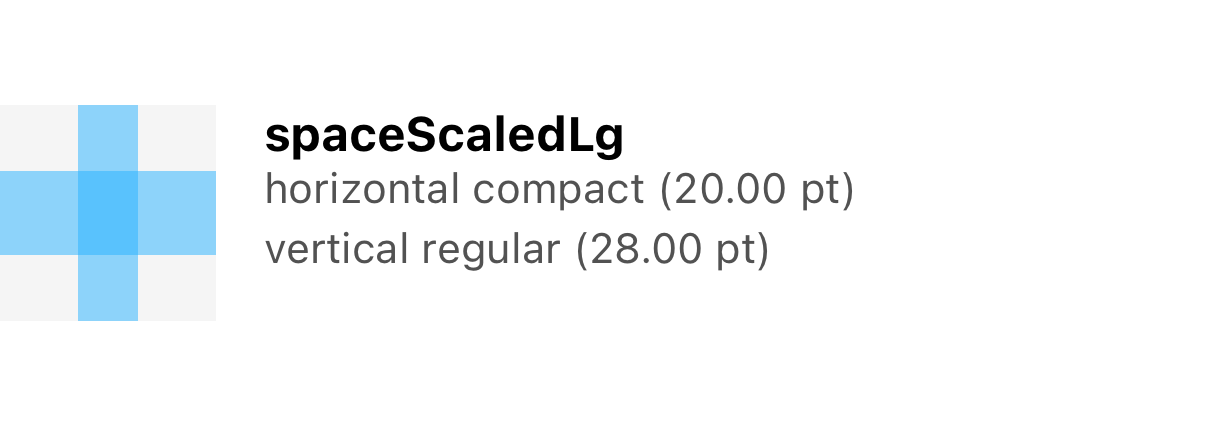 spaceScaledLg
horizontal compact (20.00 pt)
vertical regular (28.00 pt)